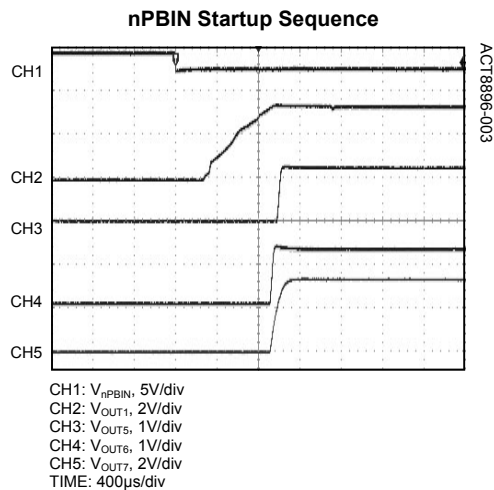 nPBIN Startup Sequence
ACT8896-003
CH1
CH2
CH3
CH4
CH5
CH1: VnPBIN, 5V/div
CH2: VOUT1, 2V/div
CH3: VOUT5, 1V/div
CH4: VOUT6, 1V/div
CH5: VOUT7, 2V/div
TIME: 400µs/div